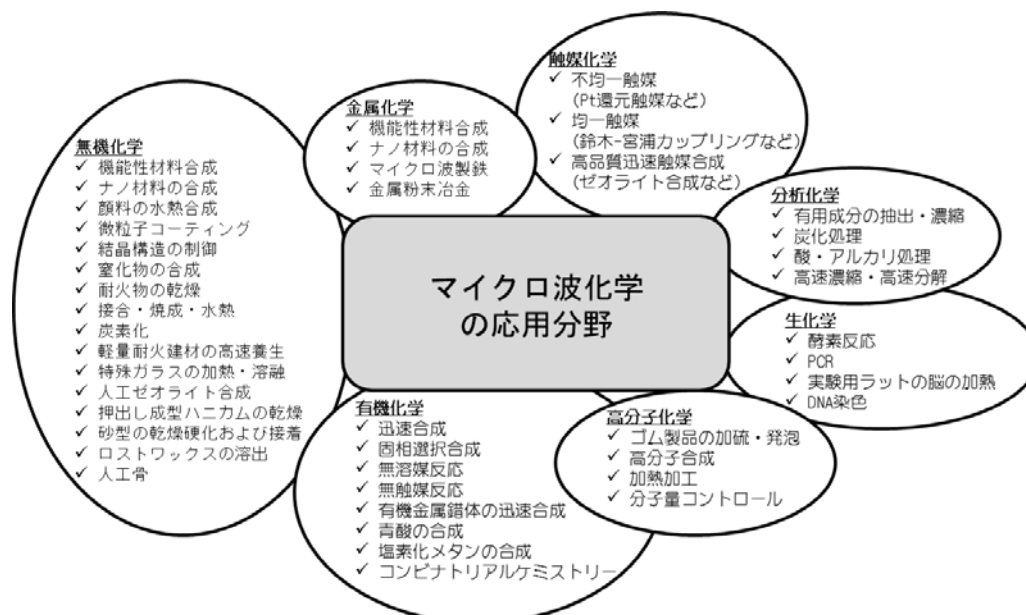 触媒化学
✓ 不均一触媒
(Pt還元触媒など)
✓ 均一触媒
(鈴木-宮浦カップリングなど)
✓ 高品質迅速触媒合成
(ゼオライト合成など)
金属化学
✓ 機能性材料合成
✓ ナノ材料の合成
✓ マイクロ波製鉄
✓ 金属粉末冶金
無機化学
✓ 機能性材料合成
✓ ナノ材料の合成
✓ 顔料の水熱合成
✓ 微粒子コーティング
✓ 結晶構造の制御
✓ 窒化物の合成
✓ 耐火物の乾燥
✓ 接合・焼成・水熱
✓ 炭素化
✓ 軽量耐火建材の高速養生
✓ 特殊ガラスの加熱・溶融
✓ 人工ゼオライト合成
✓ 押出し成型ハニカムの乾燥
✓ 砂型の乾燥硬化および接着
✓ ロストワックスの溶出
✓ 人工骨
分析化学
✓ 有用成分の抽出・濃縮
✓ 炭化処理
✓ 酸・アルカリ処理
✓ 高速濃縮・高速分解
マイクロ波化学
の応用分野
生化学
✓ 酵素反応
✓ PCR
✓ 実験用ラットの脳の加熱
✓ DNA染色
有機化学
✓ 迅速合成
✓ 固相選択合成
✓ 無溶媒反応
✓ 無触媒反応
✓ 有機金属錯体の迅速合成
✓ 青酸の合成
✓ 塩素化メタンの合成
✓ コンビナトリアルケミストリー
高分子化学
✓ ゴム製品の加硫・発泡
✓ 高分子合成
✓ 加熱加工
✓ 分子量コントロール